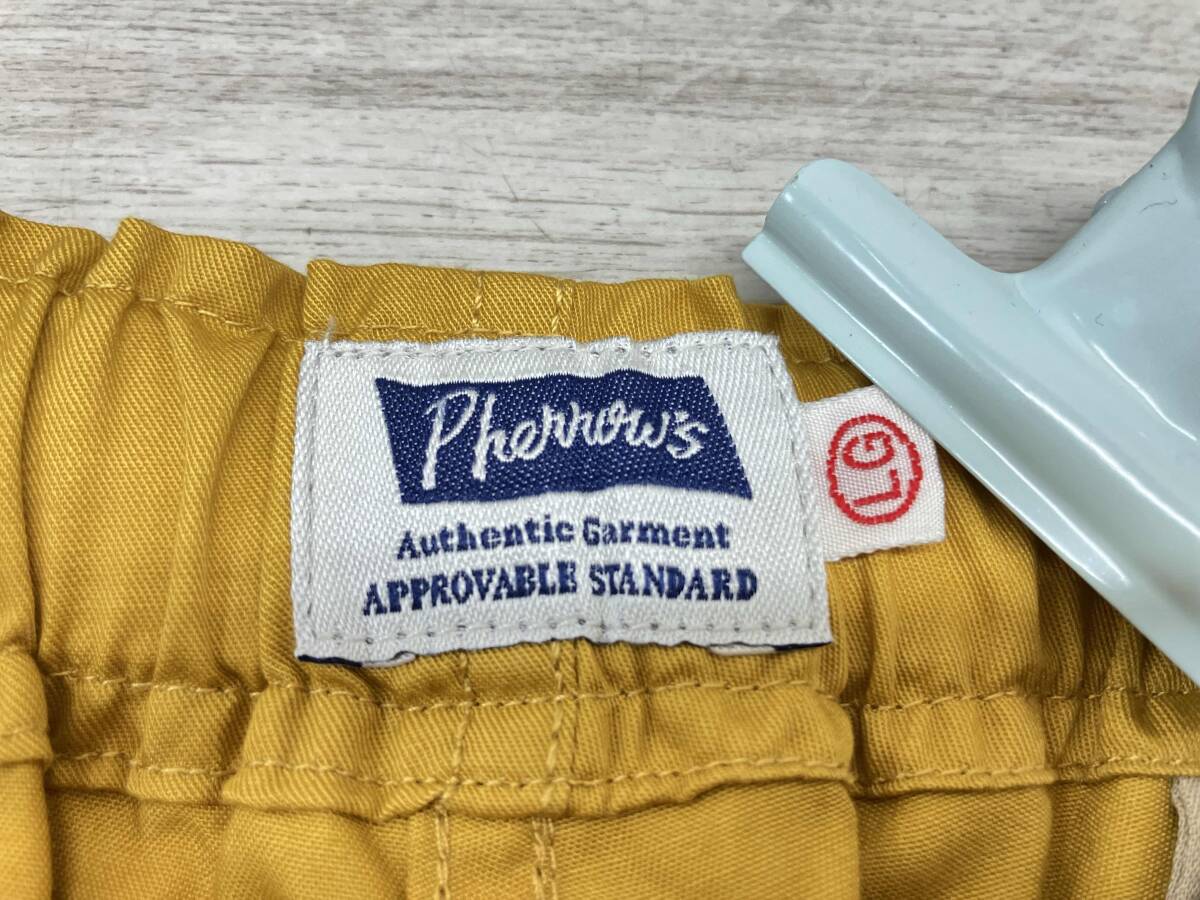 Pherrow's
Authentic Garment
APPROVABLE STANDARD
LG